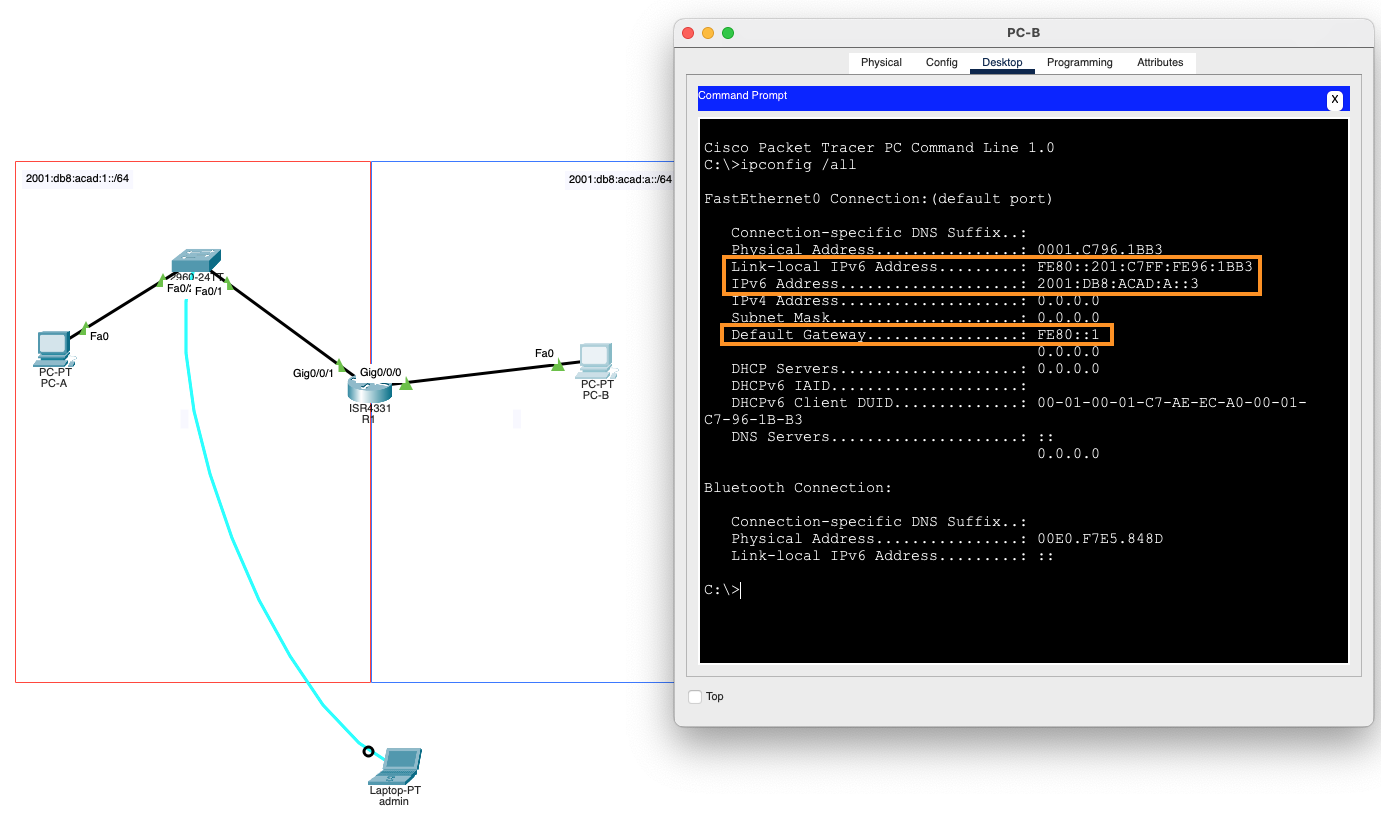 PC-B
Physical Config Desktop Programming Attributes
Command Prompt
X
Cisco Packet Tracer PC Command Line 1.0
C:\>ipconfig /all
FastEthernet0 Connection:(default port)
Connection-specific DNS Suffix..:
Physical Address................: 0001.C796.1BB3
Link-local IPv6 Address.........: FE80::201:C7FF:FE96:1BB3
IPv6 Address....................: 2001:DB8:ACAD:A::3
IPv4 Address....................: 0.0.0.0
Subnet Mask.....................: 0.0.0.0
Default Gateway.................: FE80::1
0.0.0.0
DHCP Servers....................: 0.0.0.0
DHCPv6 IAID.....................:
DHCPv6 Client DUID..............: 00-01-00-01-C7-AE-EC-A0-00-01-
C7-96-1B-B3
DNS Servers.....................: ::
0.0.0.0
Bluetooth Connection:
Connection-specific DNS Suffix..:
Physical Address................: 00E0.F7E5.848D
Link-local IPv6 Address.........: ::
C:\>
Top
2001:db8:acad:1::/64
2001:db8:acad:a::/64
Fa0/1
Fa0
PC-PT
PC-A
Gig0/0/1
Gig0/0/0
ISR4331
R1
Fa0
PC-PT
PC-B
Laptop-PT
admin